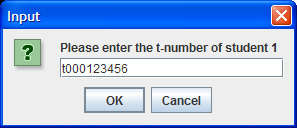 Input
Please enter the t-number of student 1
t000123456
OK Cancel